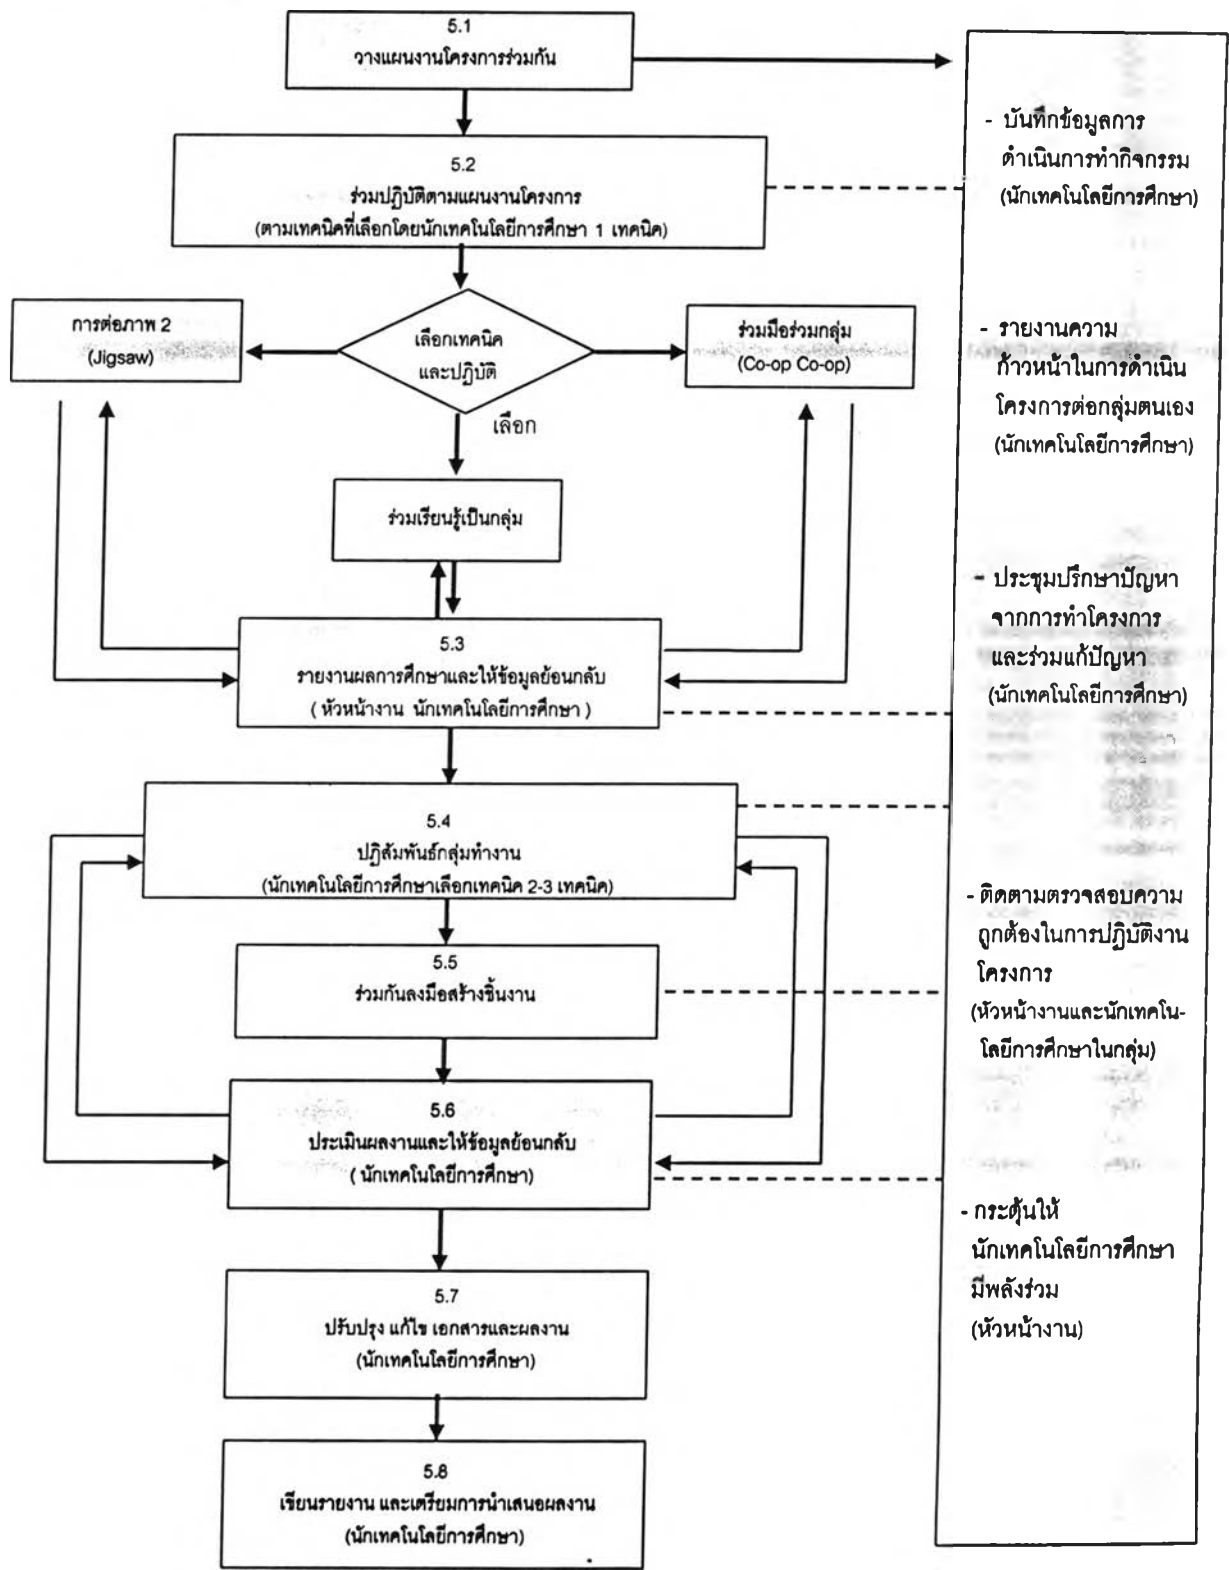 5.1
วางแผนงานโครงการร่วมกัน
5.2
ร่วมปฏิบัติตามแผนงานโครงการ
(ตามเทคนิคที่เลือกโดยนักเทคโนโลยีการศึกษา 1 เทคนิค)
เลือกเทคนิค
และปฏิบัติ
การต่อภาพ 2
(Jigsaw)
ร่วมมือร่วมกลุ่ม
(Co-op Co-op)
เลือก
ร่วมเรียนรู้เป็นกลุ่ม
5.3
รายงานผลการศึกษาและให้ข้อมูลย้อนกลับ
( หัวหน้างาน นักเทคโนโลยีการศึกษา )
5.4
ปฏิสัมพันธ์กลุ่มทำงาน
(นักเทคโนโลยีการศึกษาเลือกเทคนิค 2-3 เทคนิค)
5.5
ร่วมกันลงมือสร้างชิ้นงาน
5.6
ประเมินผลงานและให้ข้อมูลย้อนกลับ
( นักเทคโนโลยีการศึกษา)
5.7
ปรับปรุง แก้ไข เอกสารและผลงาน
(นักเทคโนโลยีการศึกษา)
5.8
เขียนรายงาน และเตรียมการนำเสนอผลงาน
(นักเทคโนโลยีการศึกษา)
- บันทึกข้อมูลการ
ดำเนินการทำกิจกรรม
(นักเทคโนโลยีการศึกษา)
- รายงานความ
ก้าวหน้าในการดำเนิน
โครงการต่อกลุ่มตนเอง
(นักเทคโนโลยีการศึกษา)
- ประชุมปรึกษาปัญหา
จากการทำโครงการ
และร่วมแก้ปัญหา
(นักเทคโนโลยีการศึกษา)
- ติดตามตรวจสอบความ
ถูกต้องในการปฏิบัติงาน
โครงการ
(หัวหน้างานและนักเทคโน-
โลยีการศึกษาในกลุ่ม)
- กระตุ้นให้
นักเทคโนโลยีการศึกษา
มีพลังร่วม
(หัวหน้างาน)